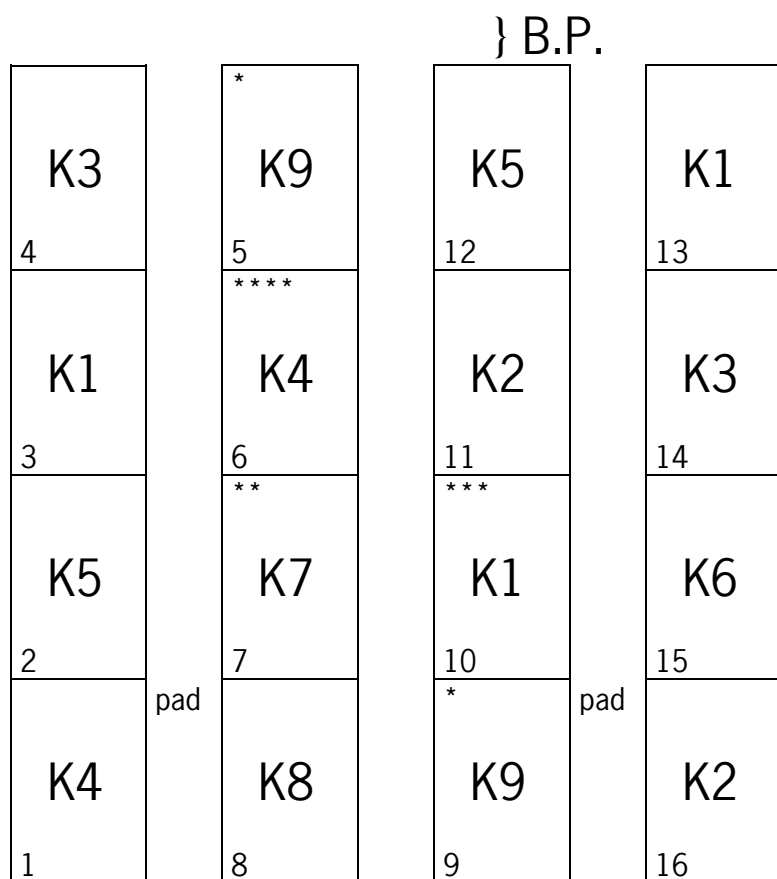 } B.P.
* 
K3 K9 K5 K1
4 5 12 13
* * * *
K1 K4 K2 K3
3 6 11 14
* * * * *
K5 K7 K1 K6
2 7 10 15
pad * pad
K4 K8 K9 K2
1 8 9 16